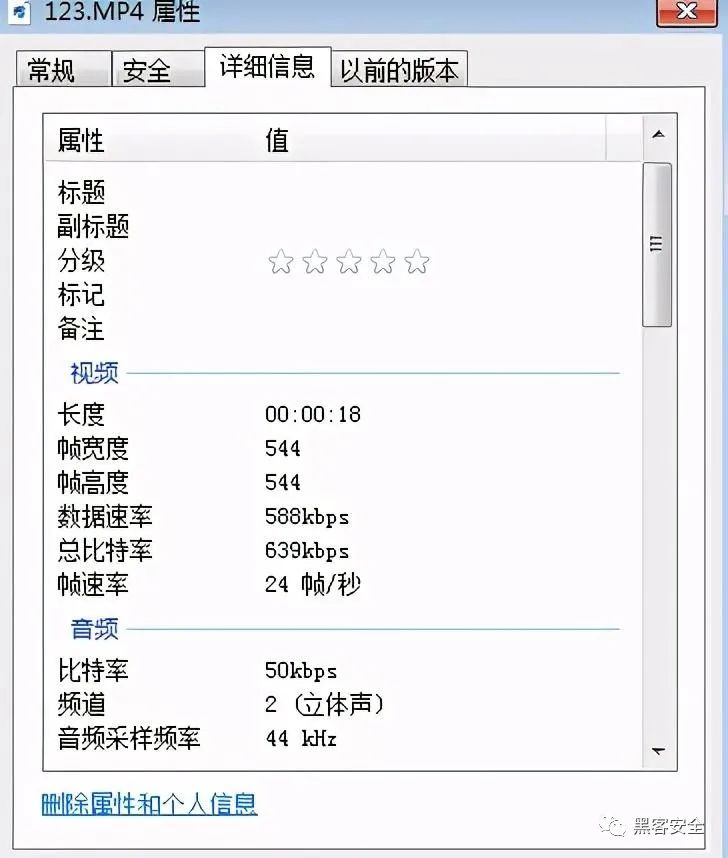 123.MP4 属性
常规 安全 详细信息 以前的版本
属性 值
标题
副标题
分级
标记
备注
视频
长度 00:00:18
帧宽度 544
帧高度 544
数据速率 588kbps
总比特率 639kbps
帧速率 24 帧/秒
音频
比特率 50kbps
频道 2 (立体声)
音频采样频率 44 kHz
删除属性和个人信息
黑客安全